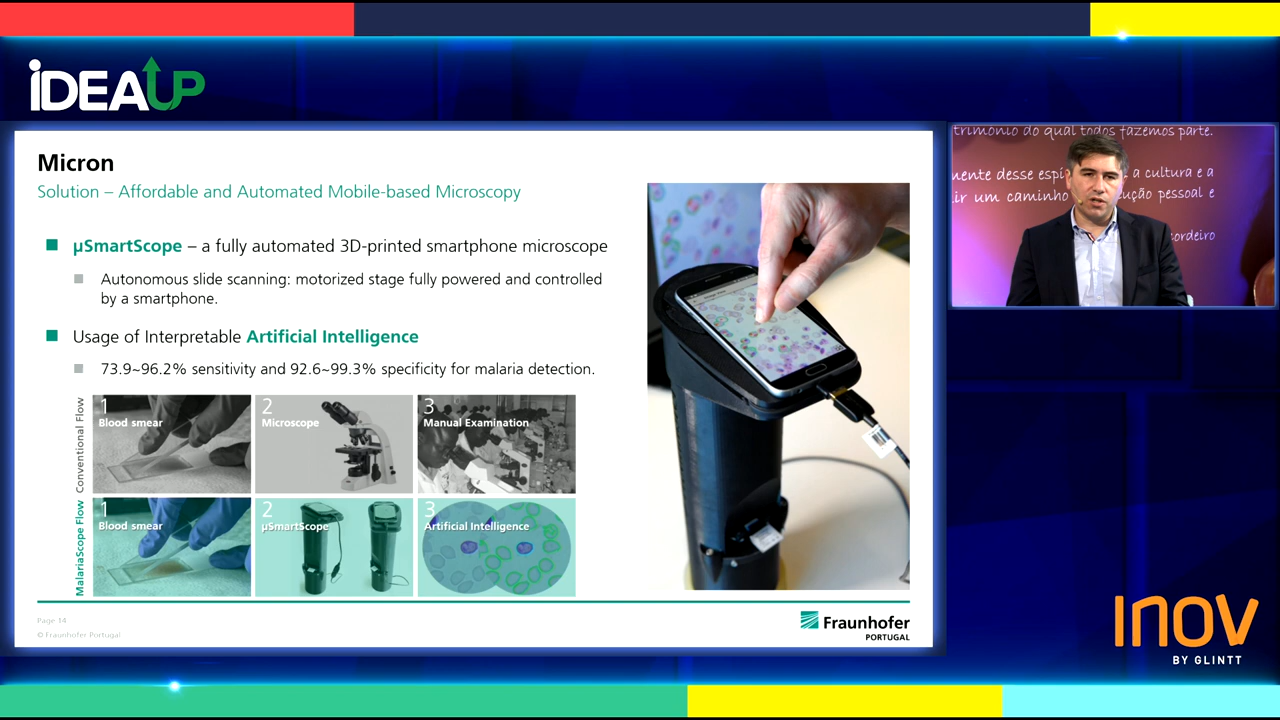 iDEAUP
Micron
Solution – Affordable and Automated Mobile-based Microscopy
µSmartScope – a fully automated 3D-printed smartphone microscope
Autonomous slide scanning: motorized stage fully powered and controlled
by a smartphone.
Usage of Interpretable Artificial Intelligence
73.9~96.2% sensitivity and 92.6~99.3% specificity for malaria detection.
Conventional Flow
1
Blood smear
2
Microscope
3
Manual Examination
MalariaScope Flow
1
Blood smear
2
µSmartScope
3
Artificial Intelligence
Page 14
© Fraunhofer Portugal
Fraunhofer
PORTUGAL
trimónio do qual todos fazemos parte.
mente desse espí a cultura e a
ir um caminho ução pessoal e
cordeiro
INOV
BY GLINTT